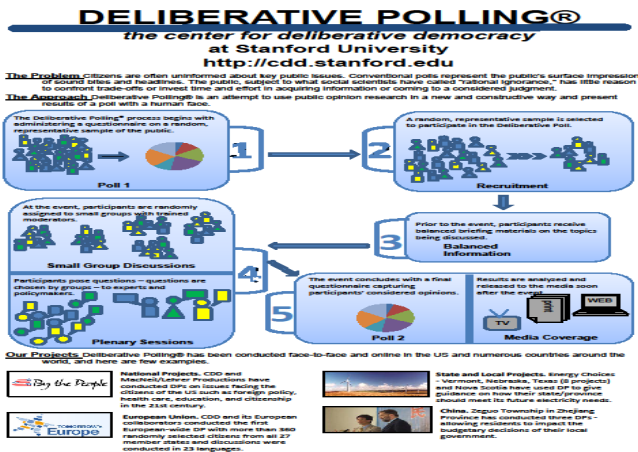 DELIBERATIVE POLLING®
the center for deliberative democracy
at Stanford University
http://cdd.stanford.edu
The Problem Citizens are often uninformed about key public issues. Conventional polls represent the public's surface impression
of sound bites and headlines. The public, subject to what social scientists have called "rational ignorance," has little reason
to confront trade-offs or invest time and effort in acquiring information or coming to a considered judgment.
The Approach Deliberative Polling® is an attempt to use public opinion research in a new and constructive way and present
results of a poll with a human face.
The Deliberative Polling® process begins with
administering a questionnaire on a random,
representative sample of the public.
Poll 1
1
2
A random, representative sample is selected
to participate in the Deliberative Poll.
Recruitment
3
Prior to the event, participants receive
balanced briefing materials on the topics
being discussed.
Balanced
Information
At the event, participants are randomly
assigned to small groups with trained
moderators.
Small Group Discussions
4
Participants pose questions – questions are
chosen by groups – to experts and
policymakers.
Plenary Sessions
5
The event concludes with a final
questionnaire capturing
participants' considered opinions.
Poll 2
Results are analyzed and
released to the media soon
after the event.
TV
print
WEB
Media Coverage
Our Projects Deliberative Polling® has been conducted face-to-face and online in the US and numerous countries around the
world, and here are few examples.
By the People
National Projects. CDD and
MacNeil/Lehrer Productions have
conducted DPs on issues facing the
citizens of the US such as foreign policy,
health care, education, and citizenship
in the 21st century.
Europe
European Union. CDD and its European
collaborators conducted the first
European-wide DP with more than 360
randomly selected citizens from all 27
member states and discussions were
conducted in 23 languages.
State and Local Projects. Energy Choices
- Vermont, Nebraska, Texas (8 projects)
and Nova Scotia have used DP to give
guidance on how their state/province
should meet its future electricity needs.
China. Zeguo Township in Zhejiang
Province has conducted three DPs -
allowing residents to impact the
budgetary decisions of their local
government.